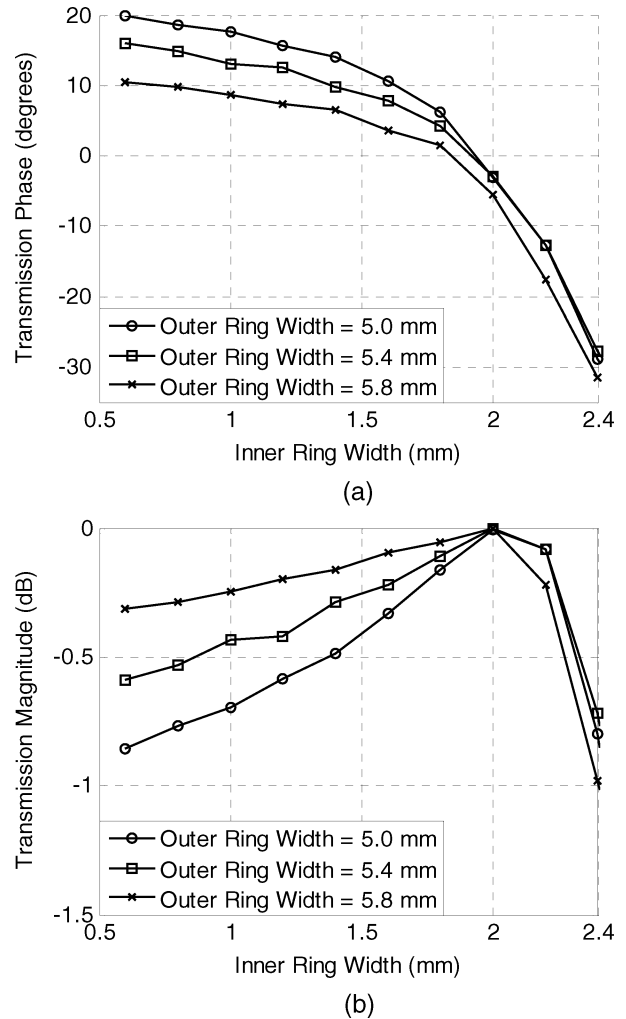 Transmission Phase (degrees)
20
10
0
-10
-20
-30
Outer Ring Width = 5.0 mm
Outer Ring Width = 5.4 mm
Outer Ring Width = 5.8 mm
0.5 1 1.5 2 2.4
Inner Ring Width (mm)
(a)
Transmission Magnitude (dB)
0
-0.5
-1
-1.5
Outer Ring Width = 5.0 mm
Outer Ring Width = 5.4 mm
Outer Ring Width = 5.8 mm
0.5 1 1.5 2 2.4
Inner Ring Width (mm)
(b)